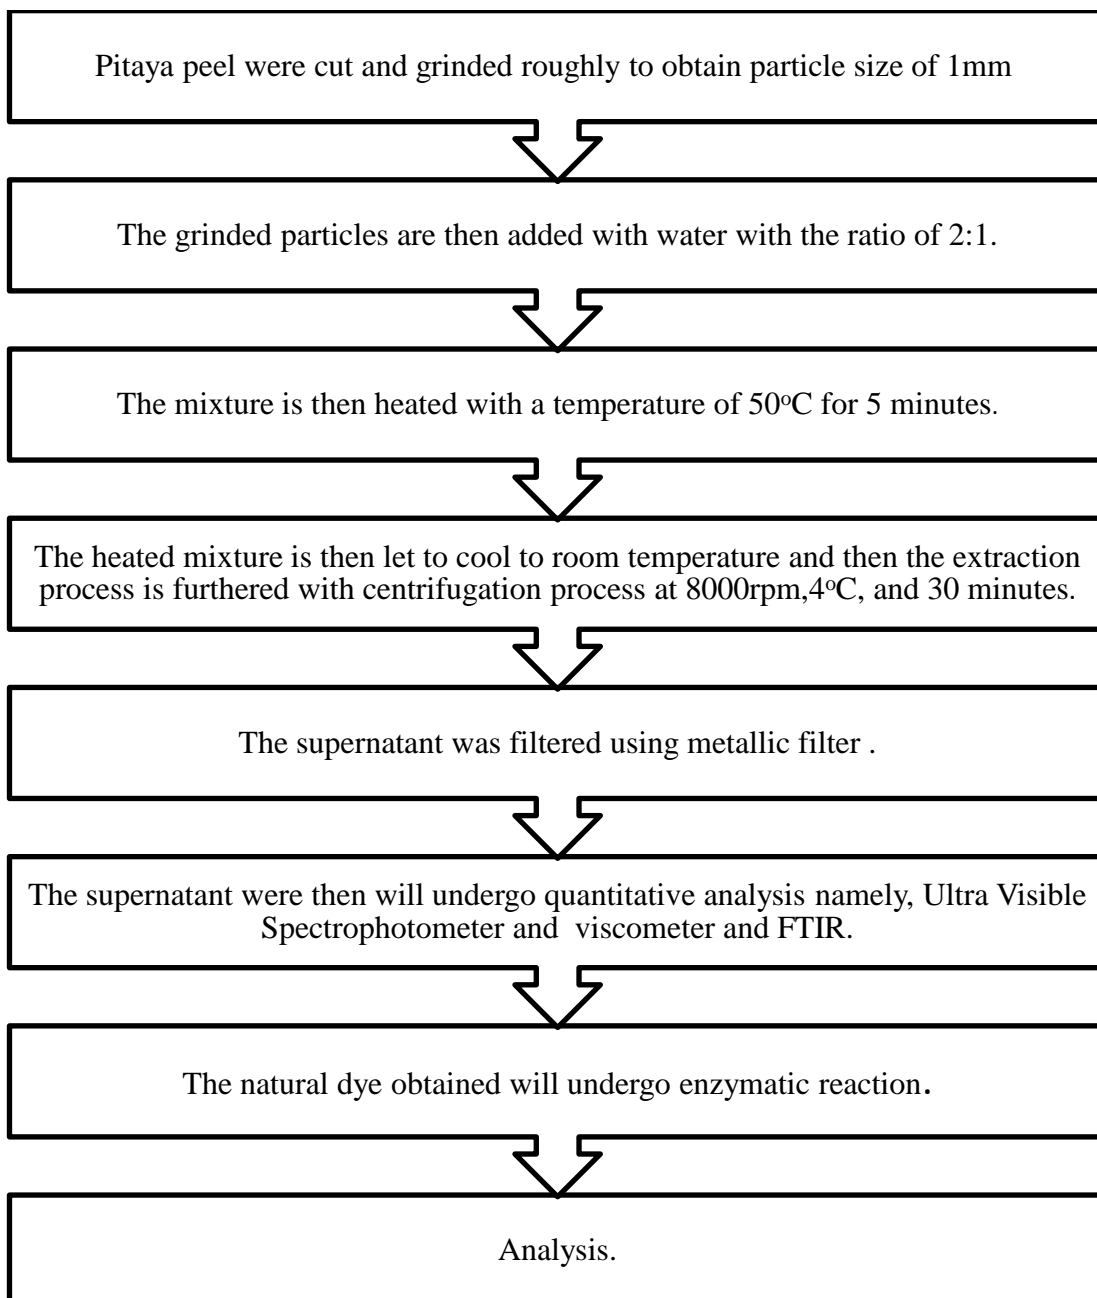 Pitaya peel were cut and grinded roughly to obtain particle size of 1mm
The grinded particles are then added with water with the ratio of 2:1.
The mixture is then heated with a temperature of 50°C for 5 minutes.
The heated mixture is then let to cool to room temperature and then the extraction
process is furthered with centrifugation process at 8000rpm,4°C, and 30 minutes.
The supernatant was filtered using metallic filter .
The supernatant were then will undergo quantitative analysis namely, Ultra Visible
Spectrophotometer and  viscometer and FTIR.
The natural dye obtained will undergo enzymatic reaction.
Analysis.